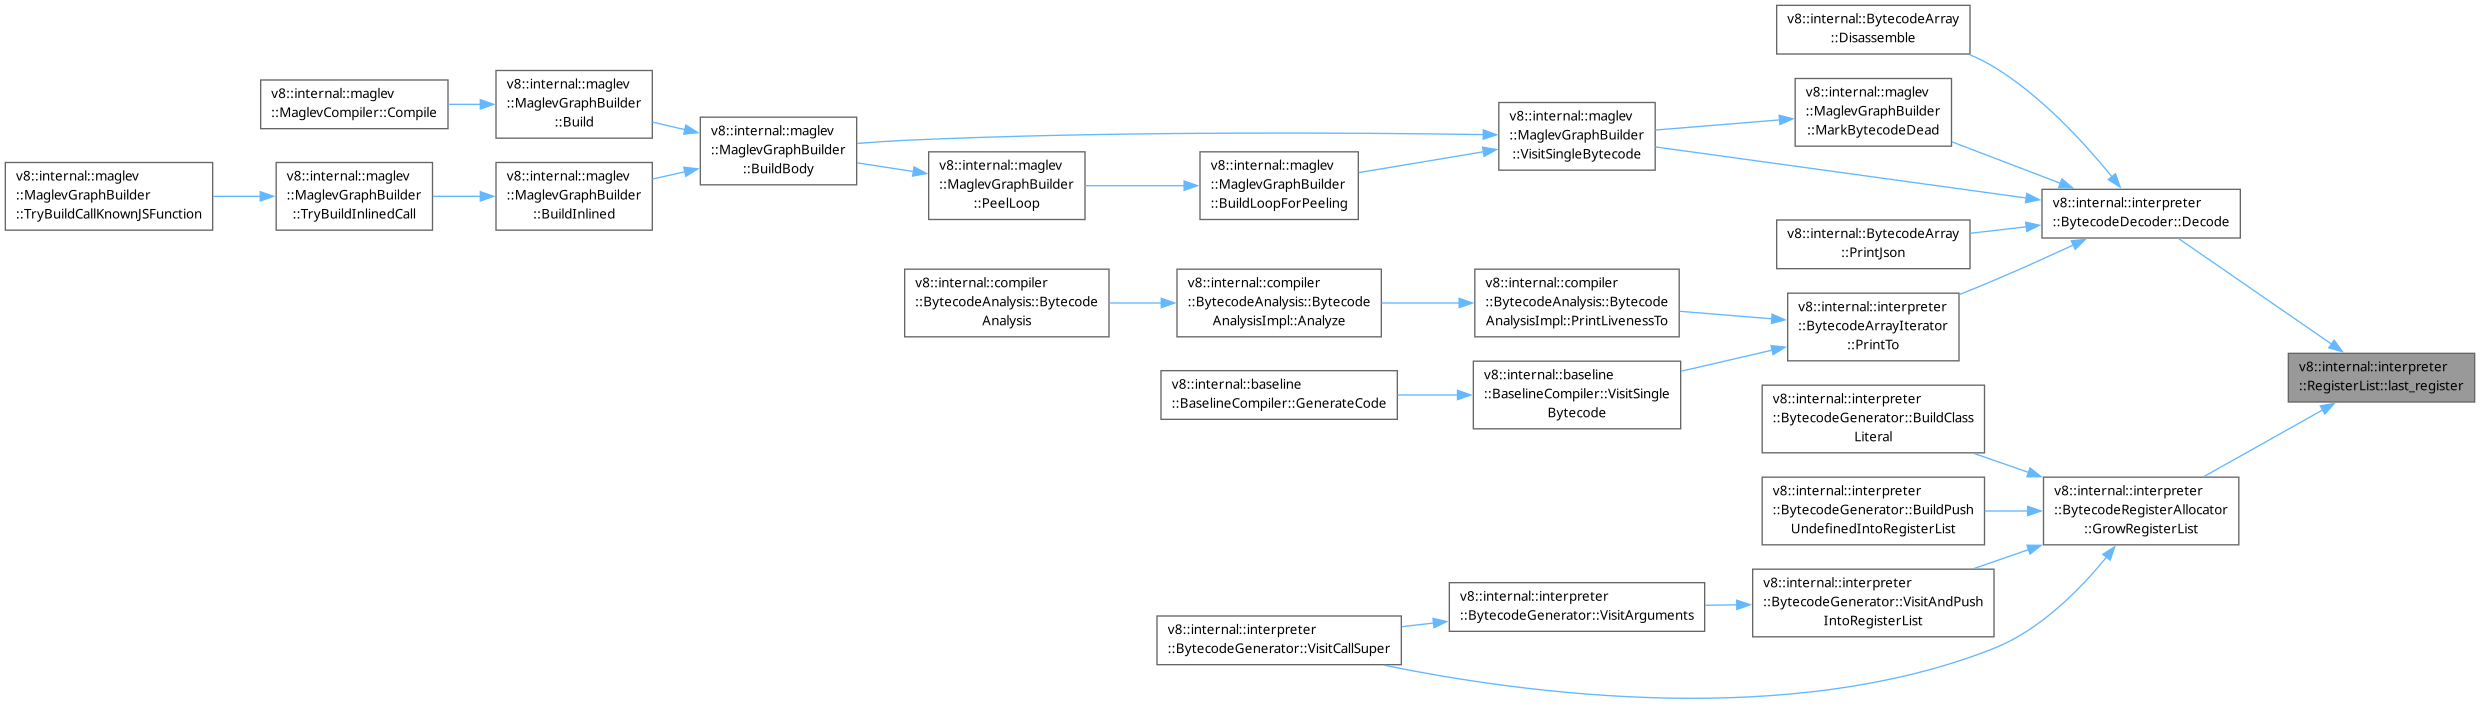 v8::internal::BytecodeArray
::Disassemble
v8::internal::maglev
::MaglevGraphBuilder
::Build
v8::internal::maglev
::MaglevCompiler::Compile
v8::internal::maglev
::MaglevGraphBuilder
::MarkBytecodeDead
v8::internal::maglev
::MaglevGraphBuilder
::VisitSingleBytecode
v8::internal::maglev
::MaglevGraphBuilder
::BuildBody
v8::internal::maglev
::MaglevGraphBuilder
::TryBuildCallKnownJSFunction
v8::internal::maglev
::MaglevGraphBuilder
::TryBuildInlinedCall
v8::internal::maglev
::MaglevGraphBuilder
::BuildInlined
v8::internal::maglev
::MaglevGraphBuilder
::PeelLoop
v8::internal::maglev
::MaglevGraphBuilder
::BuildLoopForPeeling
v8::internal::interpreter
::BytecodeDecoder::Decode
v8::internal::BytecodeArray
::PrintJson
v8::internal::compiler
::BytecodeAnalysis::Bytecode
Analysis
v8::internal::compiler
::BytecodeAnalysis::Bytecode
AnalysisImpl::Analyze
v8::internal::compiler
::BytecodeAnalysis::Bytecode
AnalysisImpl::PrintLivenessTo
v8::internal::interpreter
::BytecodeArrayIterator
::PrintTo
v8::internal::interpreter
::RegisterList::last_register
v8::internal::baseline
::BaselineCompiler::GenerateCode
v8::internal::baseline
::BaselineCompiler::VisitSingle
Bytecode
v8::internal::interpreter
::BytecodeGenerator::BuildClass
Literal
v8::internal::interpreter
::BytecodeGenerator::BuildPush
UndefinedIntoRegisterList
v8::internal::interpreter
::BytecodeRegisterAllocator
::GrowRegisterList
v8::internal::interpreter
::BytecodeGenerator::VisitAndPush
IntoRegisterList
v8::internal::interpreter
::BytecodeGenerator::VisitArguments
v8::internal::interpreter
::BytecodeGenerator::VisitCallSuper